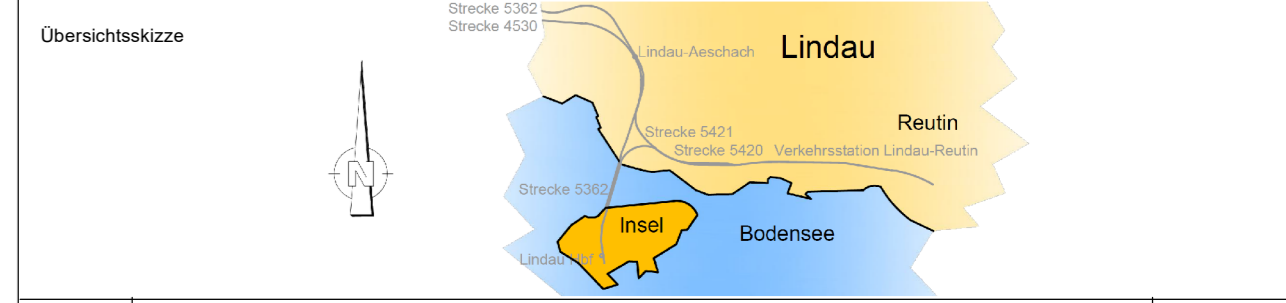 Strecke 5362
Strecke 4530
Übersichtsskizze
Lindau-Aeschach
Lindau
Reutin
Strecke 5421
Strecke 5420
Verkehrsstation Lindau-Reutin
N
Strecke 5362
Insel
Bodensee
Lindau Hbf